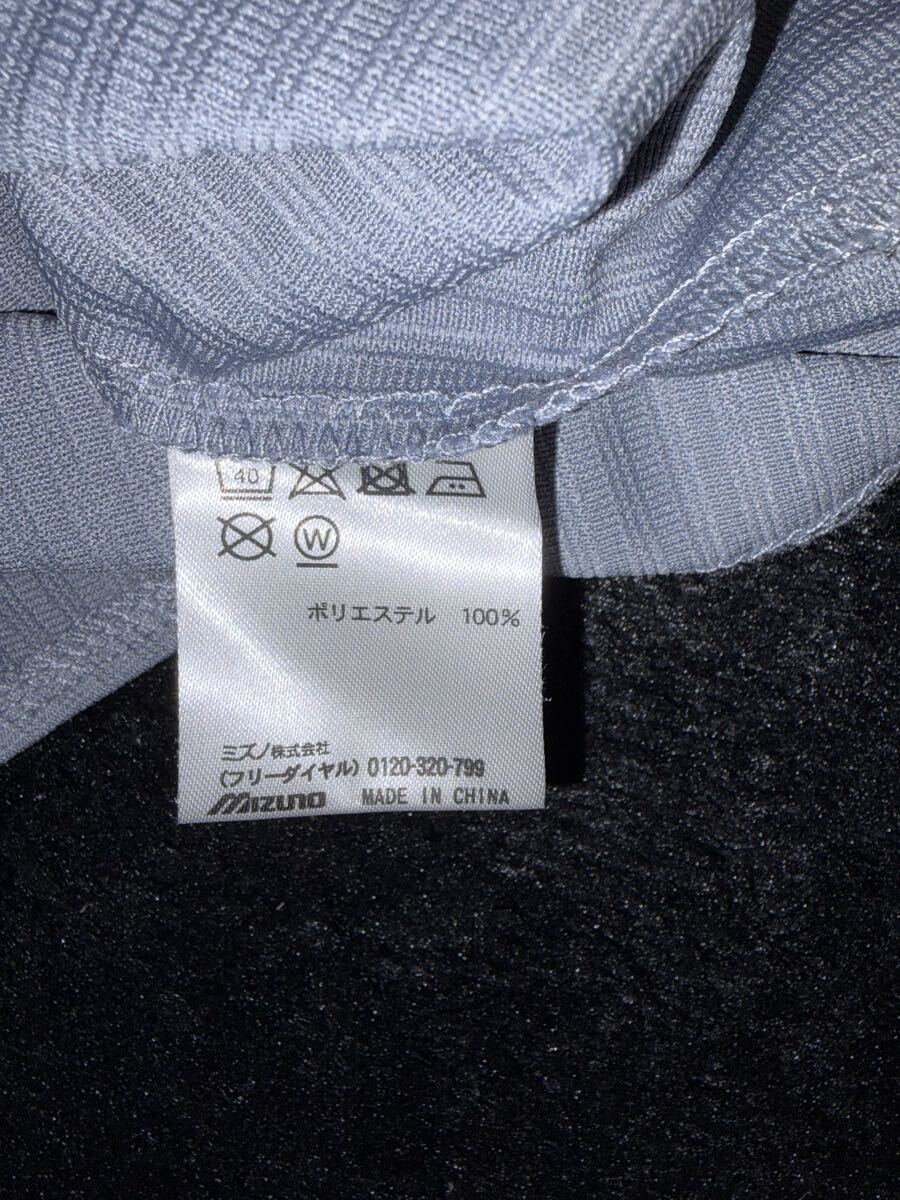 40
W
ポリエステル 100%
ミズノ株式会社
(フリーダイヤル) 0120-320-799
MIZUNO MADE IN CHINA